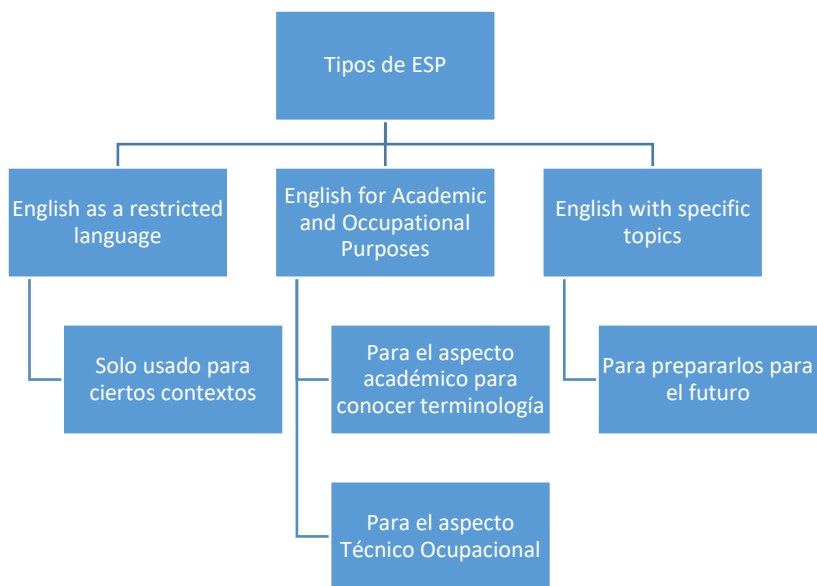 Tipos de ESP
English as a restricted
language
English for Academic
and Occupational
Purposes
English with specific
topics
Solo usado para
ciertos contextos
Para el aspecto
académico para
conocer terminología
Para prepararlos para
el futuro
Para el aspecto
Técnico Ocupacional